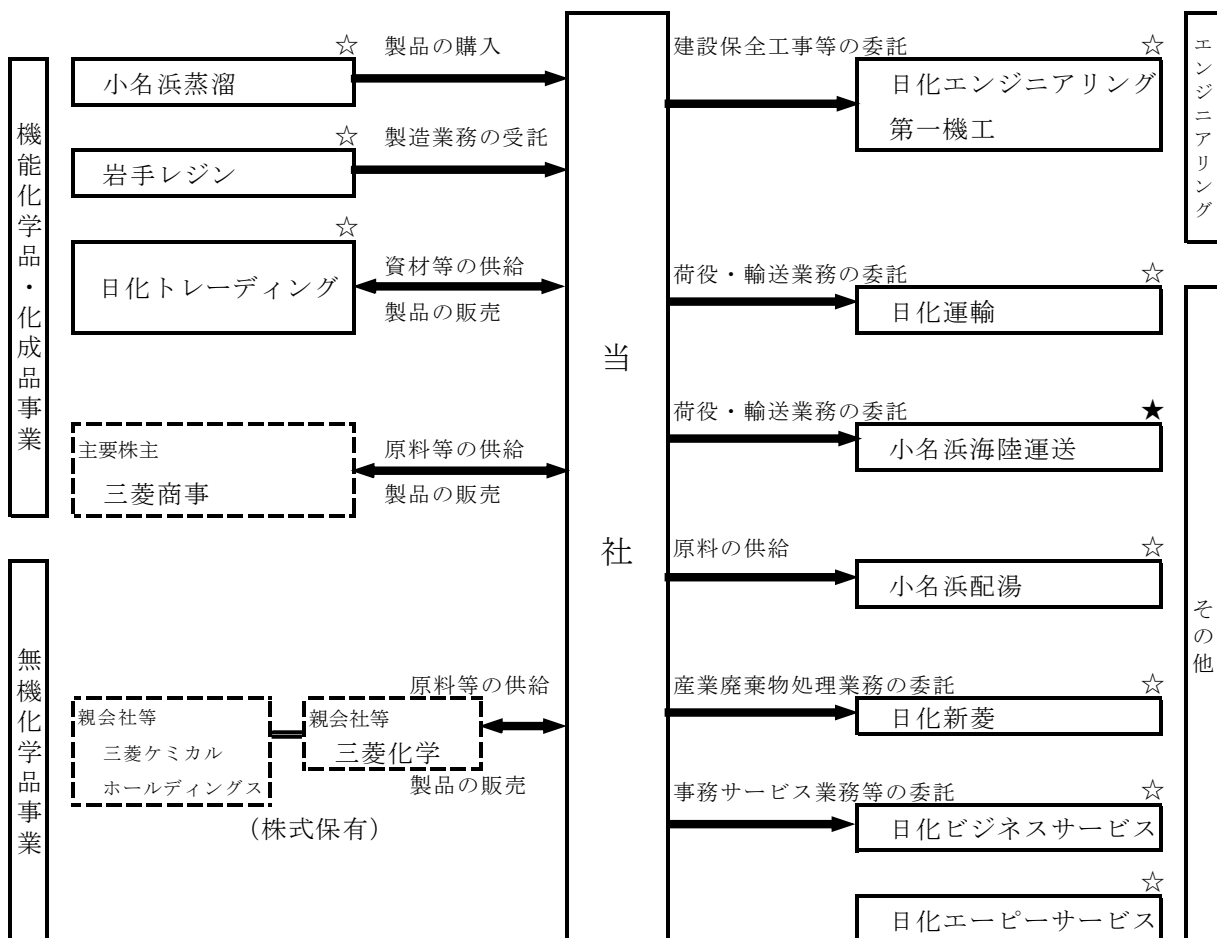 機能化学品・化成品事業
☆ 製品の購入
小名浜蒸溜
☆ 製造業務の受託
岩手レジン
☆
資材等の供給
日化トレーディング
製品の販売
主要株主
三菱商事
原料等の供給
製品の販売
無機化学品事業
原料等の供給
親会社等
三菱ケミカル
ホールディングス
親会社等
三菱化学
製品の販売
(株式保有)
当社
建設保全工事等の委託 ☆
日化エンジニアリング
第一機工
エンジニアリング
荷役・輸送業務の委託 ☆
日化運輸
荷役・輸送業務の委託 ★
小名浜海陸運送
原料の供給 ☆
小名浜配湯
産業廃棄物処理業務の委託 ☆
日化新菱
事務サービス業務等の委託 ☆
日化ビジネスサービス
☆
日化エーピーサービス
その他